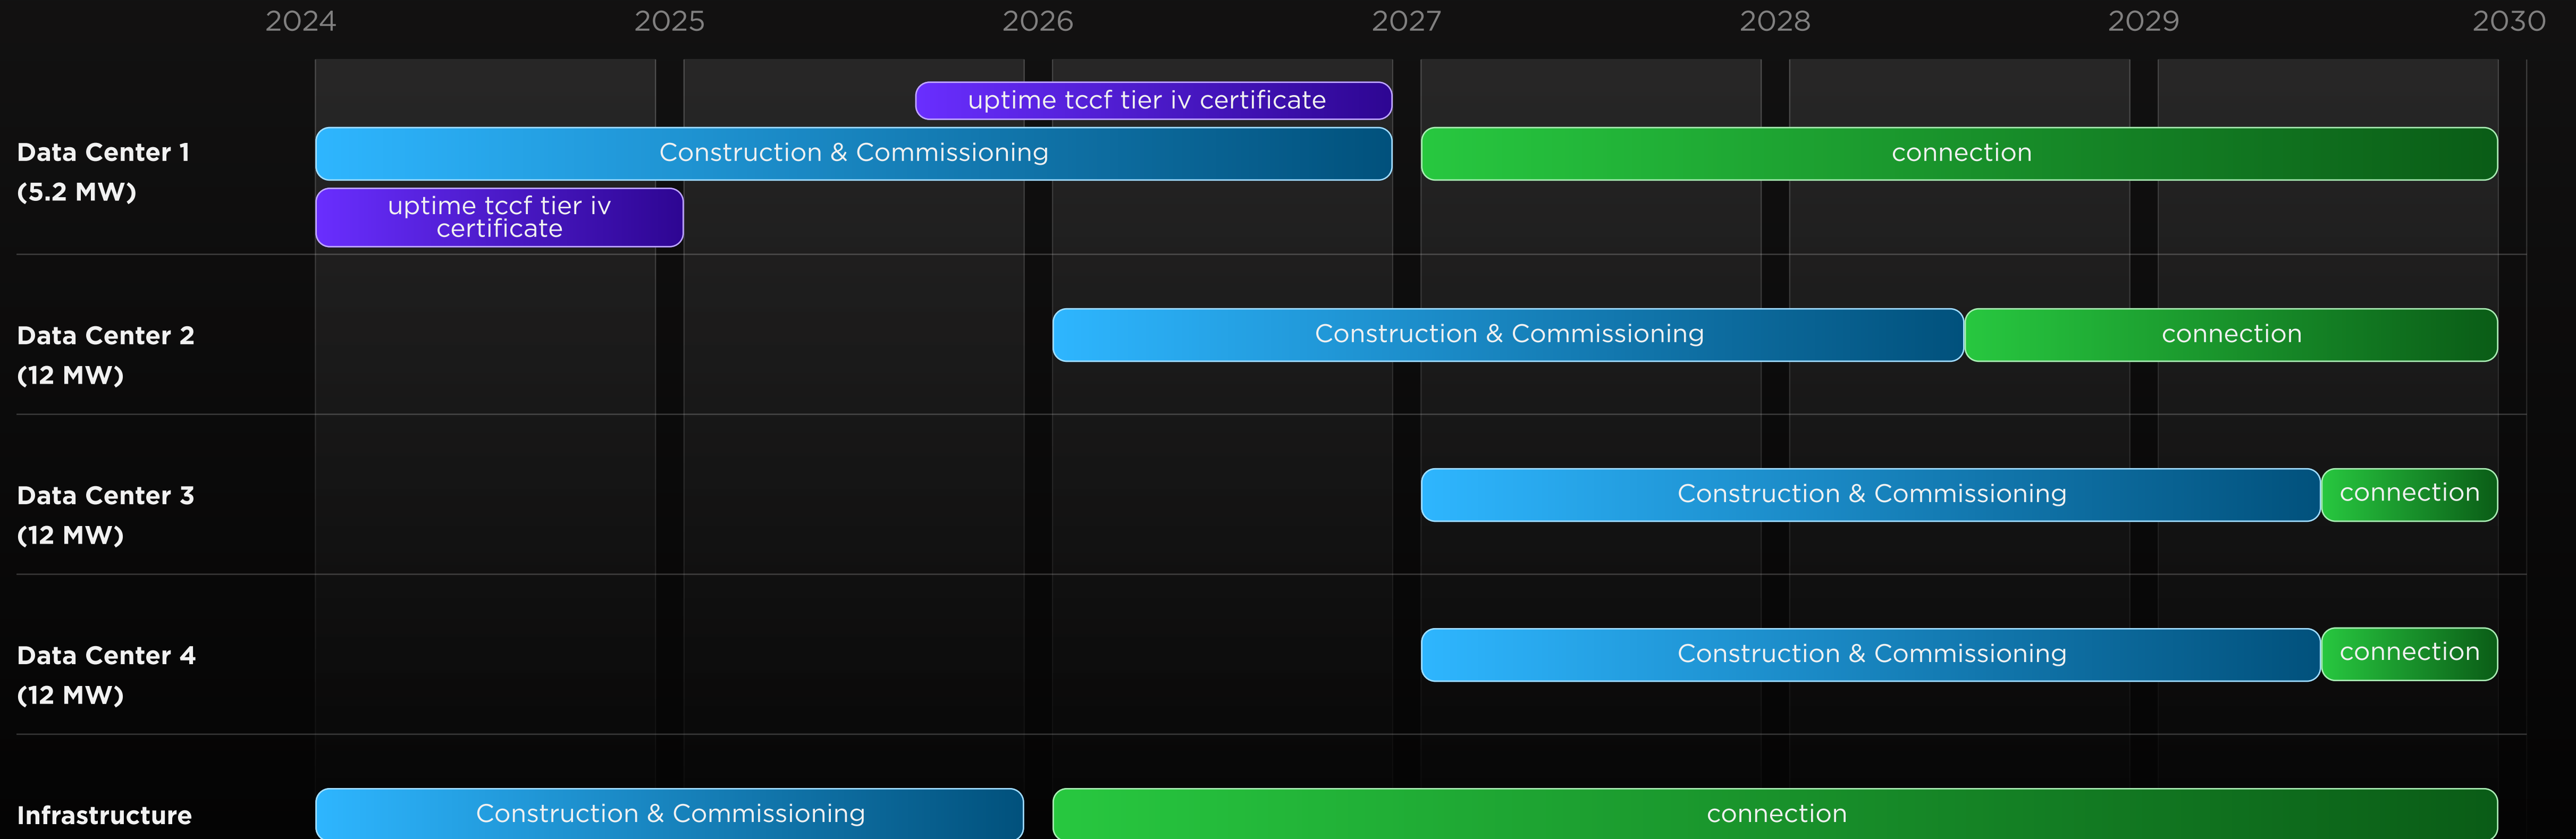 2024 2025 2026 2027 2028 2029 2030
uptime tccf tier iv certificate
Data Center 1
(5.2 MW)
Construction & Commissioning
connection
uptime tccf tier iv
certificate
Data Center 2
(12 MW)
Construction & Commissioning
connection
Data Center 3
(12 MW)
Construction & Commissioning
connection
Data Center 4
(12 MW)
Construction & Commissioning
connection
Infrastructure
Construction & Commissioning
connection